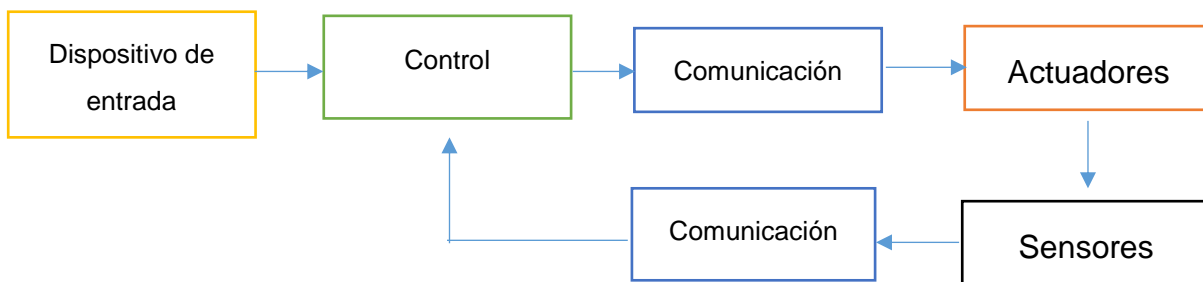 Dispositivo de
entrada
Control
Comunicación
Actuadores
Comunicación
Sensores